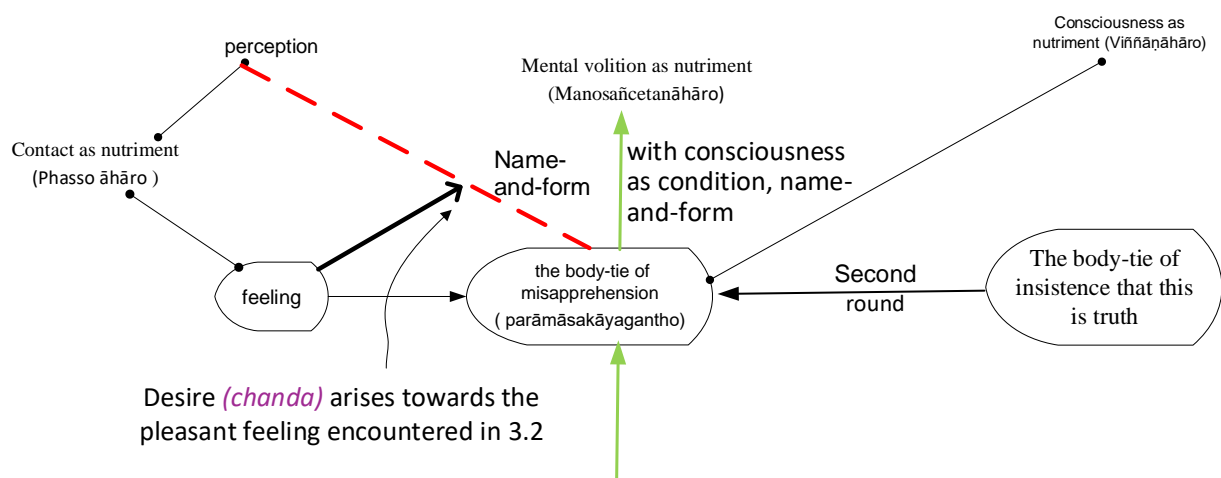 perception
Consciousness as
nutriment (Viññāṇāhāro)
Mental volition as nutriment
(Manosañcetanāhāro)
Contact as nutriment
(Phasso āhāro )
Name-
and-form
with consciousness
as condition, name-
and-form
feeling
the body-tie of
misapprehension
( parāmāsakāyagantho)
Second
round
The body-tie of
insistence that this
is truth
Desire (chanda) arises towards the
pleasant feeling encountered in 3.2